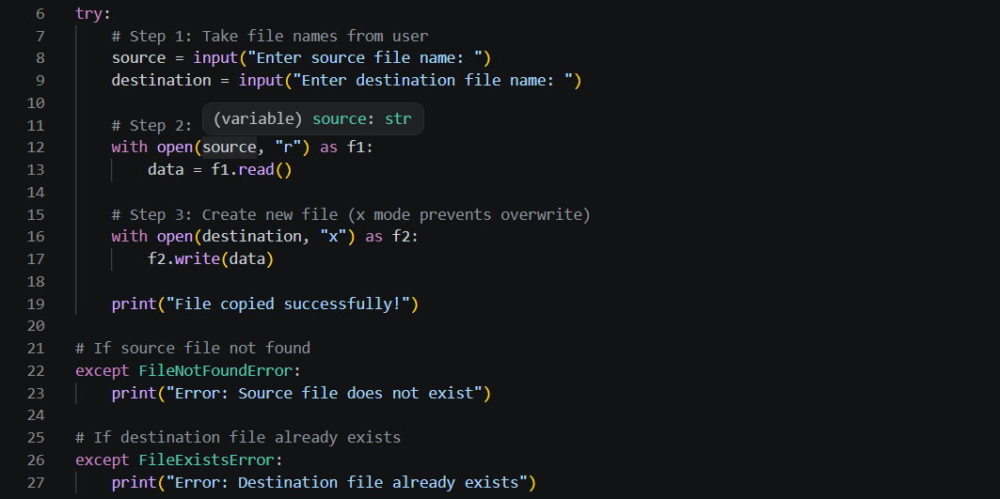 6 try:
7 # Step 1: Take file names from user
8 source = input("Enter source file name: ")
9 destination = input("Enter destination file name: ")
10
11 # Step 2:
(variable) source: str
12 with open(source, "r") as f1:
13 data = f1.read()
14
15 # Step 3: Create new file (x mode prevents overwrite)
16 with open(destination, "x") as f2:
17 f2.write(data)
18
19 print("File copied successfully!")
20
21 # If source file not found
22 except FileNotFoundError:
23 print("Error: Source file does not exist")
24
25 # If destination file already exists
26 except FileExistsError:
27 print("Error: Destination file already exists")